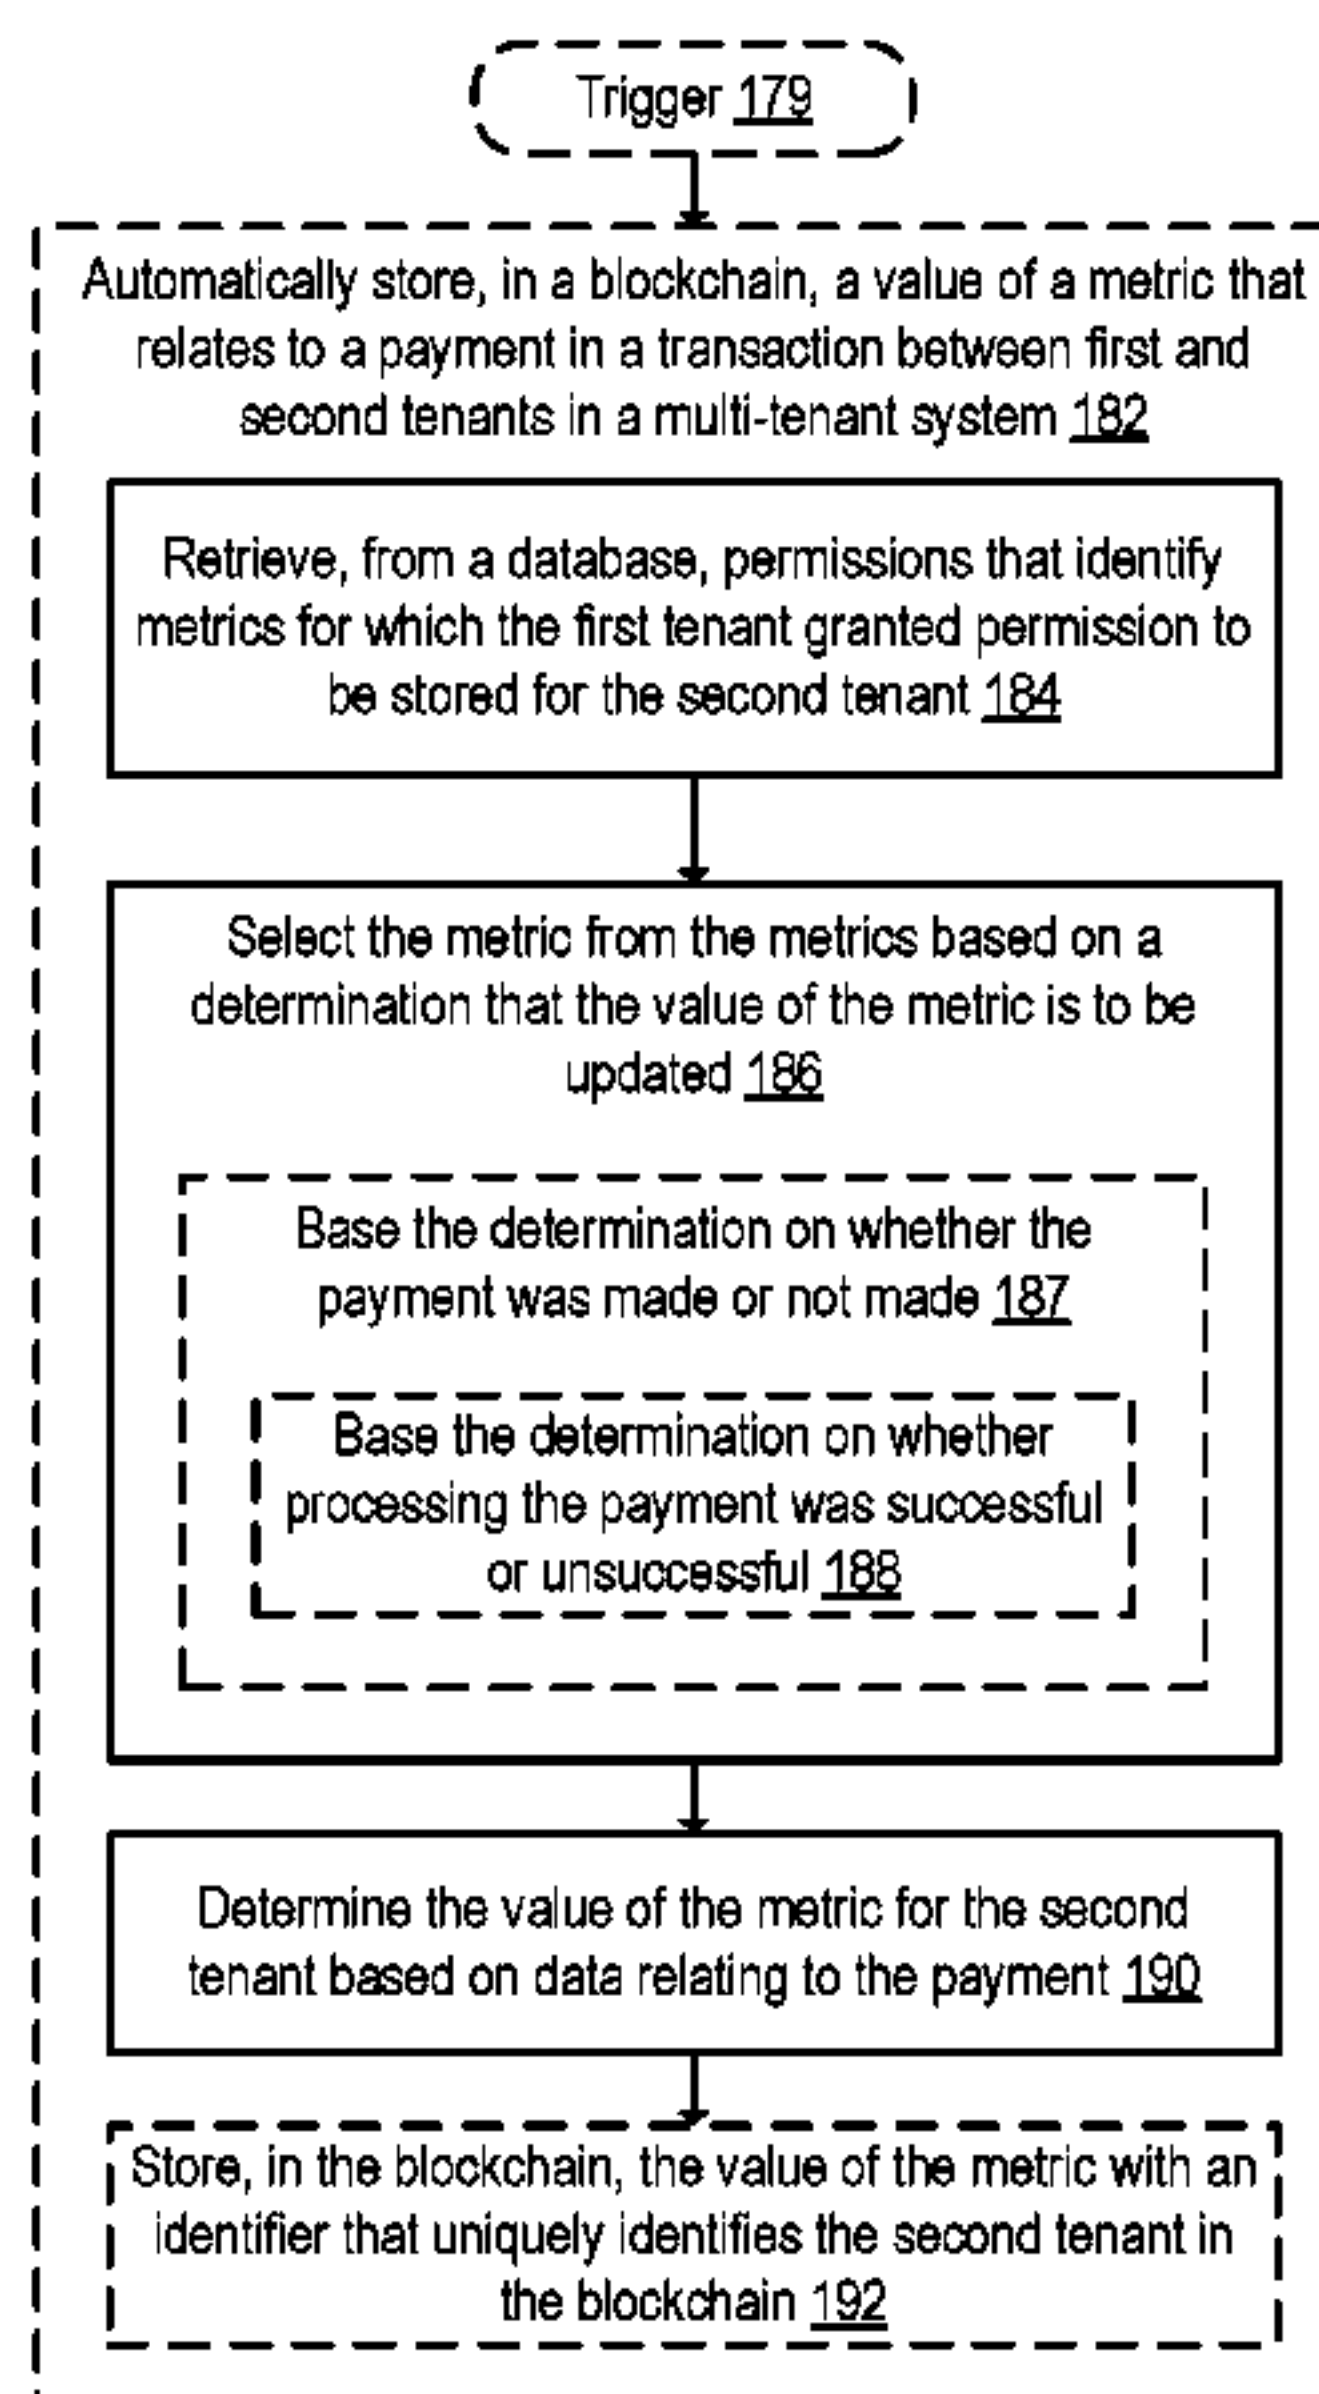 Trigger 179
Automatically store, in a blockchain, a value of a metric that
relates to a payment in a transaction between first and
second tenants in a multi-tenant system 182
Retrieve, from a database, permissions that identify
metrics for which the first tenant granted permission to
be stored for the second tenant 184
Select the metric from the metrics based on a
determination that the value of the metric is to be
updated 186
Base the determination on whether the
payment was made or not made 187
Base the determination on whether
processing the payment was successful
or unsuccessful 188
Determine the value of the metric for the second
tenant based on data relating to the payment 190
Store, in the blockchain, the value of the metric with an
identifier that uniquely identifies the second tenant in
the blockchain 192